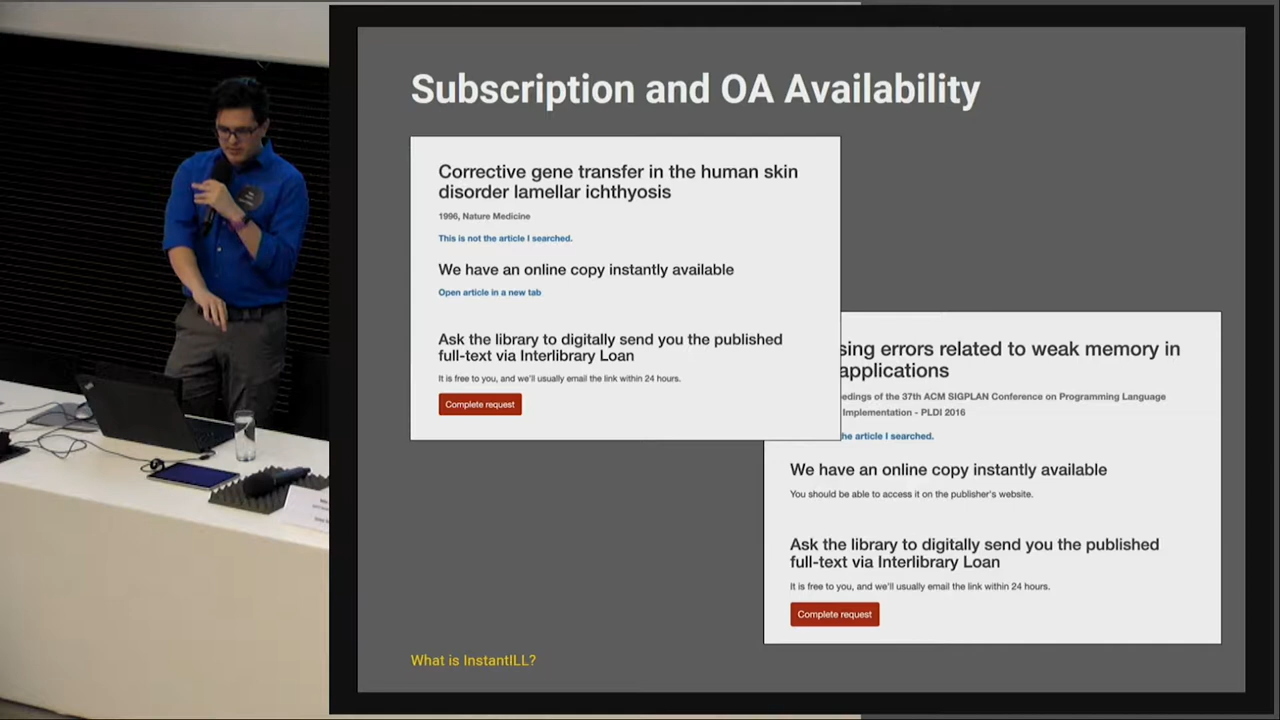 Subscription and OA Availability
Corrective gene transfer in the human skin
disorder lamellar ichthyosis
1996, Nature Medicine
This is not the article I searched.
We have an online copy instantly available
Open article in a new tab
Ask the library to digitally send you the published
full-text via Interlibrary Loan
It is free to you, and we'll usually email the link within 24 hours.
Complete request
sing errors related to weak memory in
applications
edings of the 37th ACM SIGPLAN Conference on Programming Language
Implementation - PLDI 2016
he article I searched.
We have an online copy instantly available
You should be able to access it on the publisher's website.
Ask the library to digitally send you the published
full-text via Interlibrary Loan
It is free to you, and we'll usually email the link within 24 hours.
Complete request
What is InstantILL?